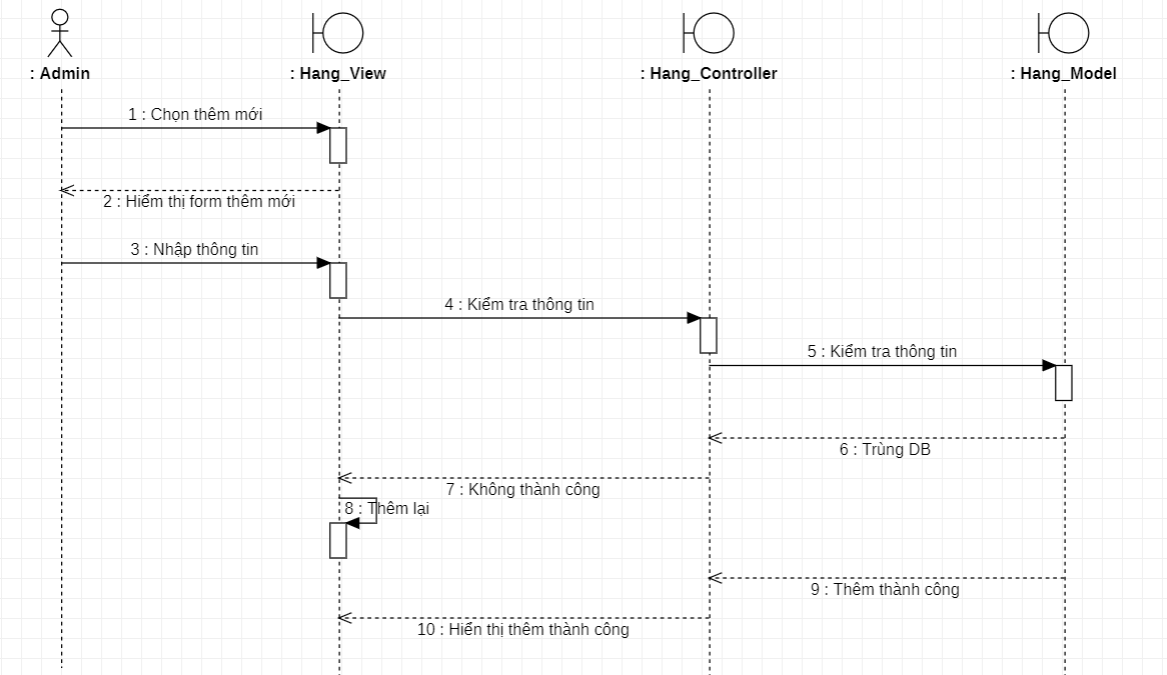 : Admin
: Hang_View
: Hang_Controller
: Hang_Model
1 : Chọn thêm mới
2 : Hiểm thị form thêm mới
3 : Nhập thông tin
4 : Kiểm tra thông tin
5 : Kiểm tra thông tin
6 : Trùng DB
7 : Không thành công
8 : Thêm lại
9 : Thêm thành công
10 : Hiển thị thêm thành công